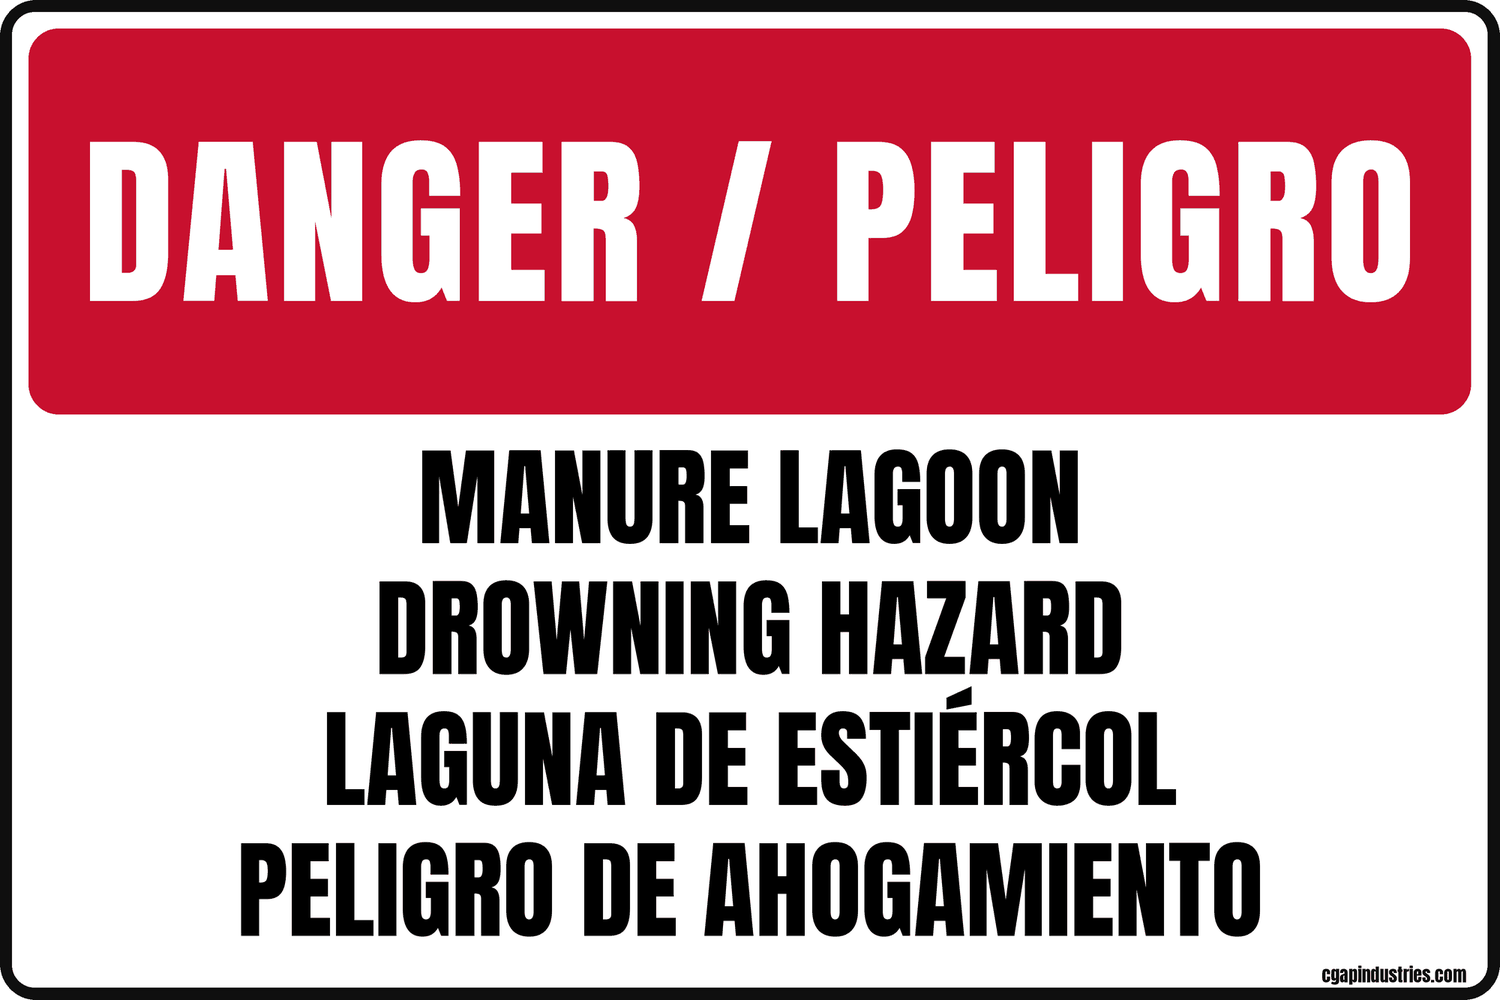 DANGER / PELIGRO
MANURE LAGOON
DROWNING HAZARD
LAGUNA DE ESTIÉRCOL
PELIGRO DE AHOGAMIENTO
cgapindustries.com